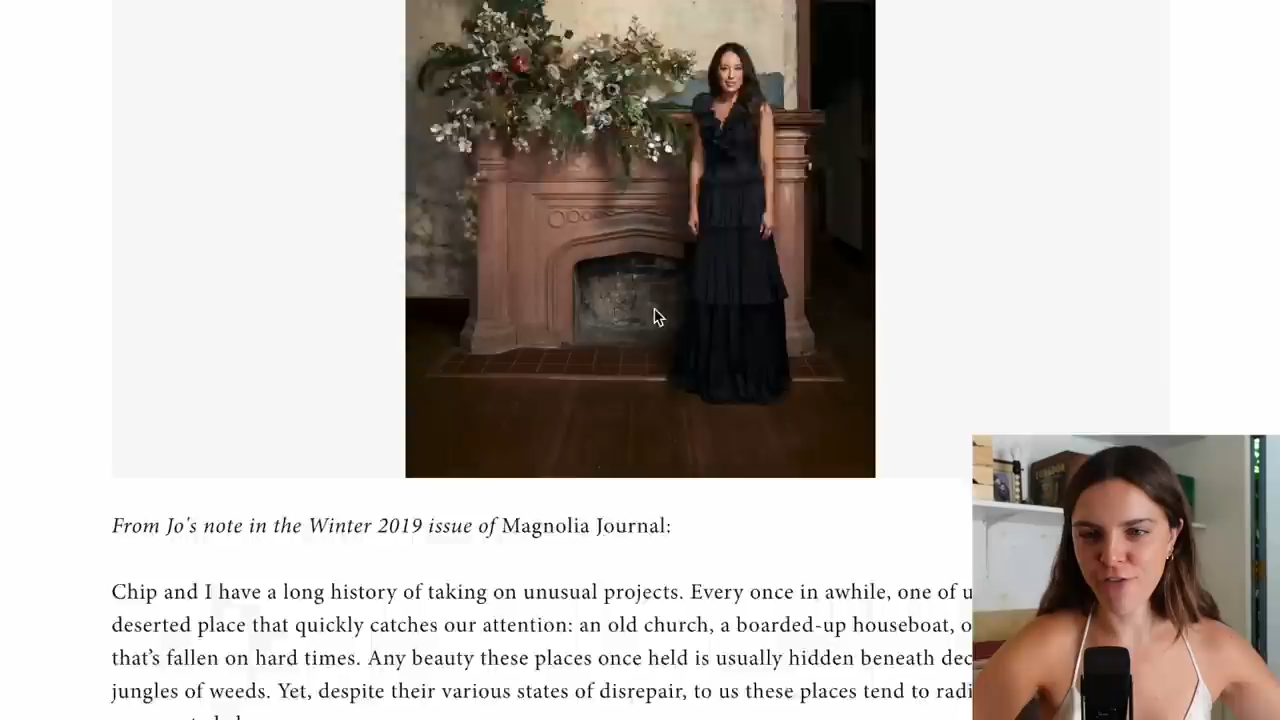 From Jo's note in the Winter 2019 issue of Magnolia Journal:
Chip and I have a long history of taking on unusual projects. Every once in awhile, one of
deserted place that quickly catches our attention: an old church, a boarded-up houseboat,
that’s fallen on hard times. Any beauty these places once held is usually hidden beneath
jungles of weeds. Yet, despite their various states of disrepair, to us these places tend to